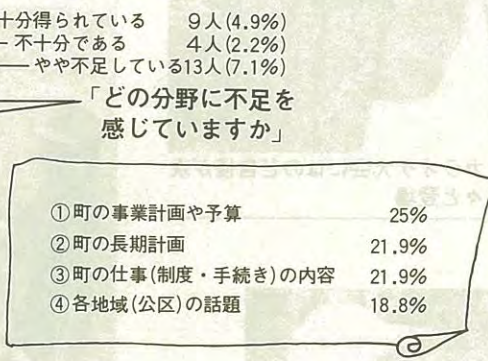 十分得られている 9人(4.9%)
不十分である 4人(2.2%)
やや不足している13人(7.1%)
「どの分野に不足を
感じていますか」
①町の事業計画や予算 25%
②町の長期計画 21.9%
③町の仕事(制度・手続き)の内容 21.9%
④各地域(公区)の話題 18.8%